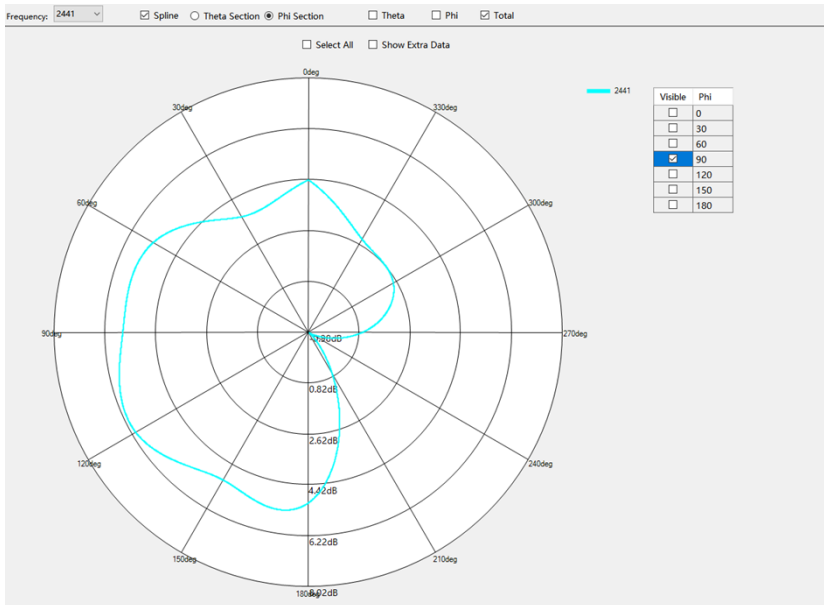 Frequency: 2441 Spline Theta Section Phi Section Theta Phi Total
Select All Show Extra Data
0deg
2441
Visible Phi
30deg
330deg
0
30
60
90
120
150
180
60deg
300deg
90deg
270deg
0.82dB
2.62dB
120deg
240deg
4.42dB
6.22dB
150deg
210deg
180deg